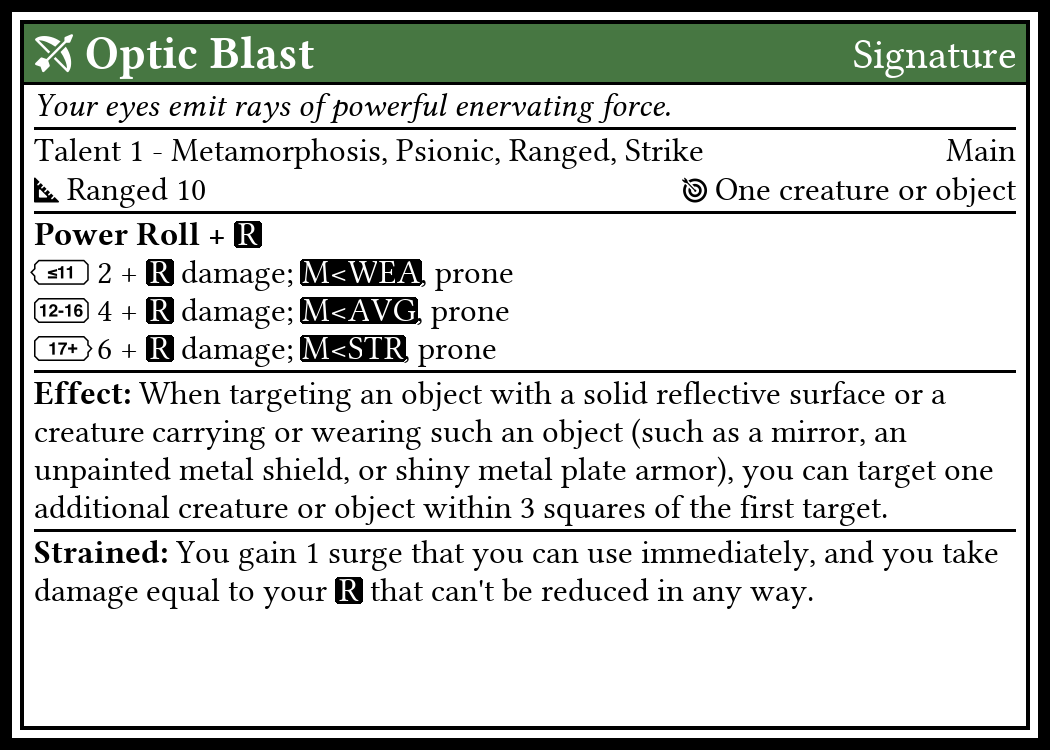 Optic Blast Signature
Your eyes emit rays of powerful enervating force.
Talent 1 - Metamorphosis, Psionic, Ranged, Strike Main
Ranged 10 One creature or object
Power Roll + R
≤11 2 + R damage; M<WEA, prone
12-16 4 + R damage; M<AVG, prone
17+ 6 + R damage; M<STR, prone
Effect: When targeting an object with a solid reflective surface or a
creature carrying or wearing such an object (such as a mirror, an
unpainted metal shield, or shiny metal plate armor), you can target one
additional creature or object within 3 squares of the first target.
Strained: You gain 1 surge that you can use immediately, and you take
damage equal to your R that can't be reduced in any way.